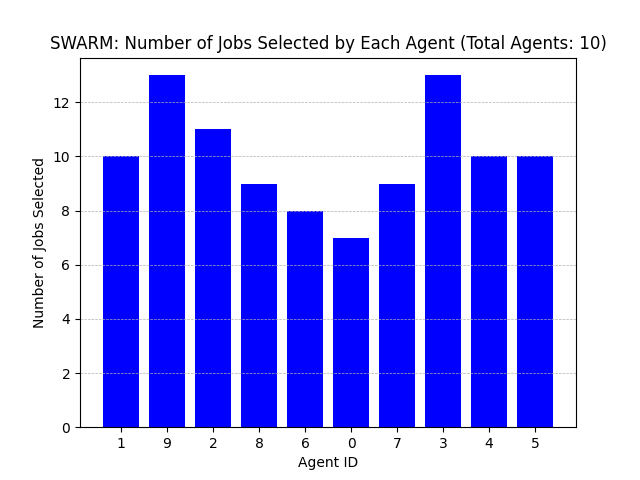 SWARM: Number of Jobs Selected by Each Agent (Total Agents: 10)
Number of Jobs Selected
12
10
8
6
4
2
0
1 9 2 8 6 0 7 3 4 5
Agent ID